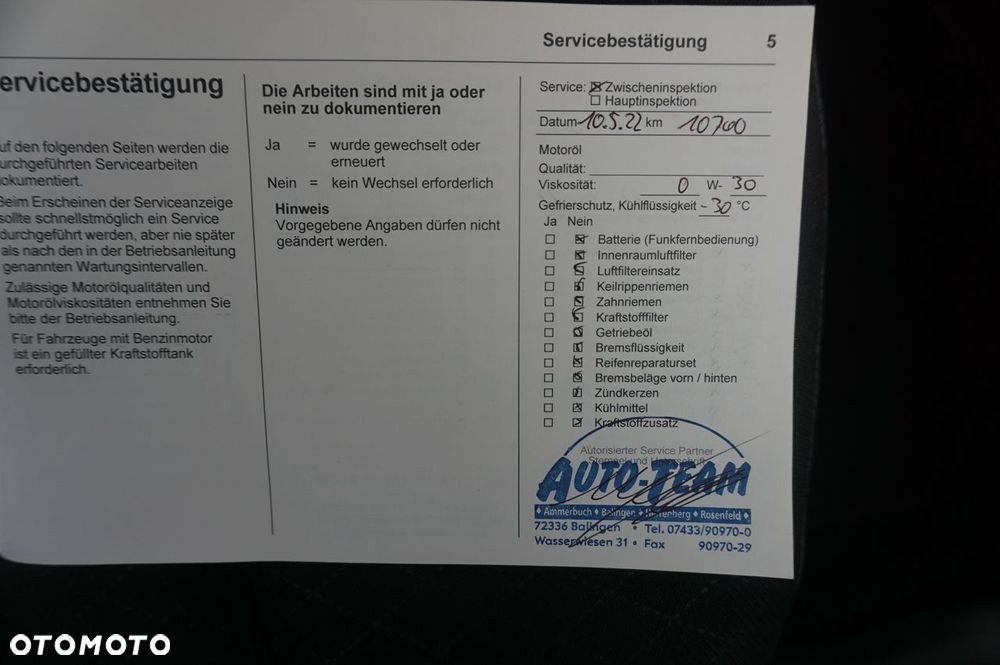 Servicebestätigung 5
ervicebestätigung
uf den folgenden Seiten werden die
urchgeführten Servicearbeiten
okumentiert.
Beim Erscheinen der Serviceanzeige
sollte schnellstmöglich ein Service
durchgeführt werden, aber nie später
als nach den in der Betriebsanleitung
genannten Wartungsintervallen.
Zulässige Motorölqualitäten und
Motorölviskositäten entnehmen Sie
bitte der Betriebsanleitung.
Für Fahrzeuge mit Benzinmotor
ist ein gefüllter Kraftstofftank
erforderlich.
Die Arbeiten sind mit ja oder
nein zu dokumentieren
Ja = wurde gewechselt oder
erneuert
Nein = kein Wechsel erforderlich
Hinweis
Vorgegebene Angaben dürfen nicht
geändert werden.
Service: ☒ Zwischeninspektion
☐ Hauptinspektion
Datum 10.5.22 km 10700
Motoröl
Qualität:
Viskosität: 0 W- 30
Gefrierschutz, Kühlflüssigkeit -30 °C
Ja Nein
☐ ☒ Batterie (Funkfernbedienung)
☐ ☒ Innenraumluftfilter
☐ ☒ Luftfiltereinsatz
☐ ☒ Keilrippenriemen
☐ ☒ Zahnriemen
☐ ☒ Kraftstofffilter
☐ ☒ Getriebeöl
☐ ☒ Bremsflüssigkeit
☐ ☒ Reifenreparaturset
☐ ☒ Bremsbeläge vorn / hinten
☐ ☒ Zündkerzen
☐ ☒ Kühlmittel
☐ ☒ Kraftstoffzusatz
Autorisierter Service Partner
Stempel und Unterschrift
AUTO-TEAM
♦ Ammerbuch ♦ Balingen ♦ Herrenberg ♦ Rosenfeld ♦
72336 Balingen • Tel. 07433/90970-0
Wasserwiesen 31 • Fax 90970-29
OTOMOTO